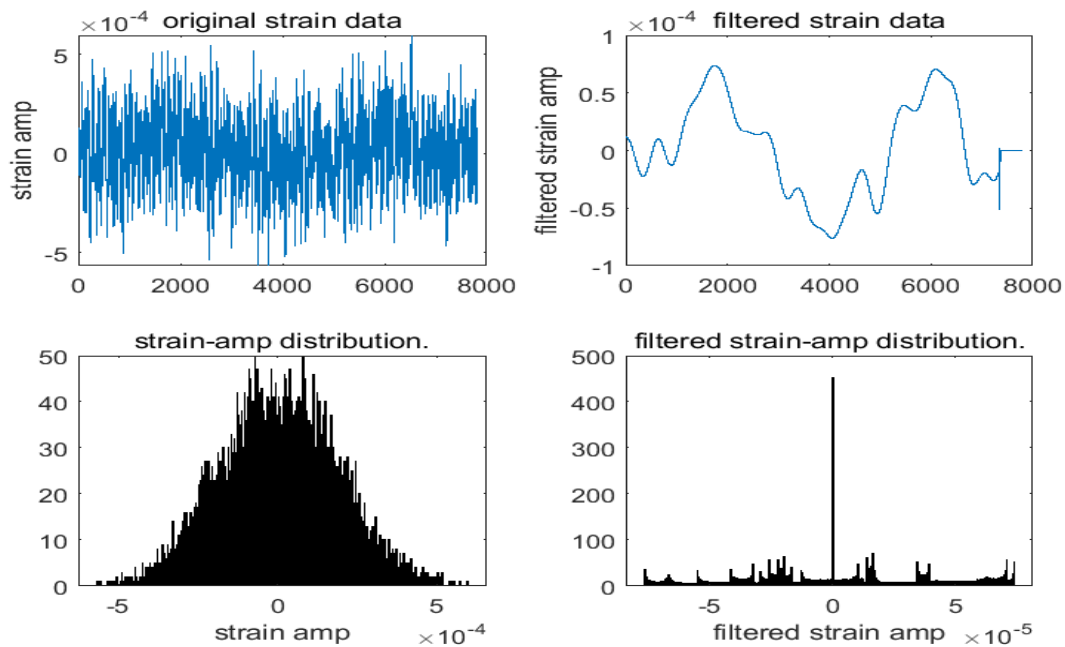 ×10⁻⁴ original strain data
5
0
-5
strain amp
0 2000 4000 6000 8000
×10⁻⁴ filtered strain data
1
0.5
0
-0.5
-1
filtered strain amp
0 2000 4000 6000 8000
strain-amp distribution.
50
40
30
20
10
0
-5 0 5
strain amp ×10⁻⁴
filtered strain-amp distribution.
500
400
300
200
100
0
-5 0 5
filtered strain amp ×10⁻⁵